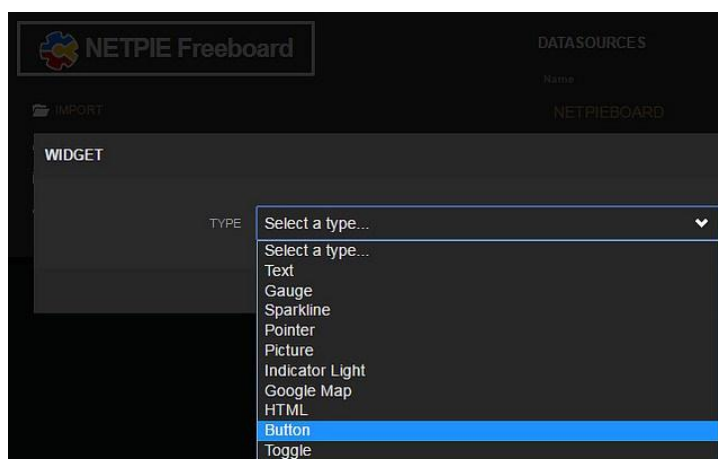 NETPIE Freeboard
DATASOURCES
Name
IMPORT
NETPIEBOARD
WIDGET
TYPE
Select a type...
Select a type...
Text
Gauge
Sparkline
Pointer
Picture
Indicator Light
Google Map
HTML
Button
Toggle